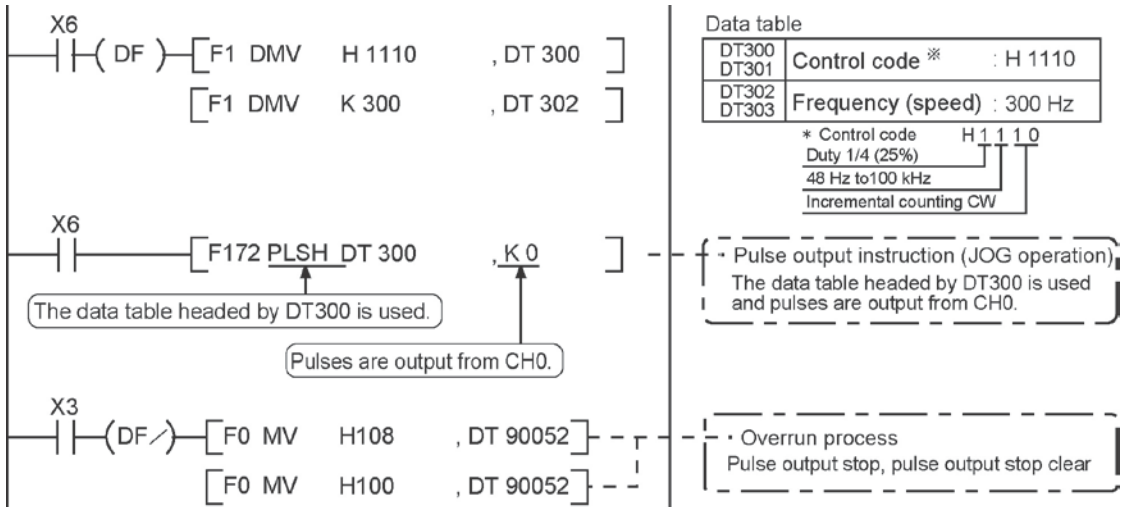 X6
( DF ) [F1 DMV H 1110 , DT 300 ]
[F1 DMV K 300 , DT 302 ]
X6
[F172 PLSH DT 300 , K 0 ]
The data table headed by DT300 is used.
Pulses are output from CH0.
X3
(DF/) [F0 MV H108 , DT 90052]
[F0 MV H100 , DT 90052]
Data table
DT300
DT301
Control code ※ : H 1110
DT302
DT303
Frequency (speed) : 300 Hz
* Control code H 1 1 1 0
Duty 1/4 (25%)
48 Hz to100 kHz
Incremental counting CW
· Pulse output instruction (JOG operation)
The data table headed by DT300 is used
and pulses are output from CH0.
· Overrun process
Pulse output stop, pulse output stop clear